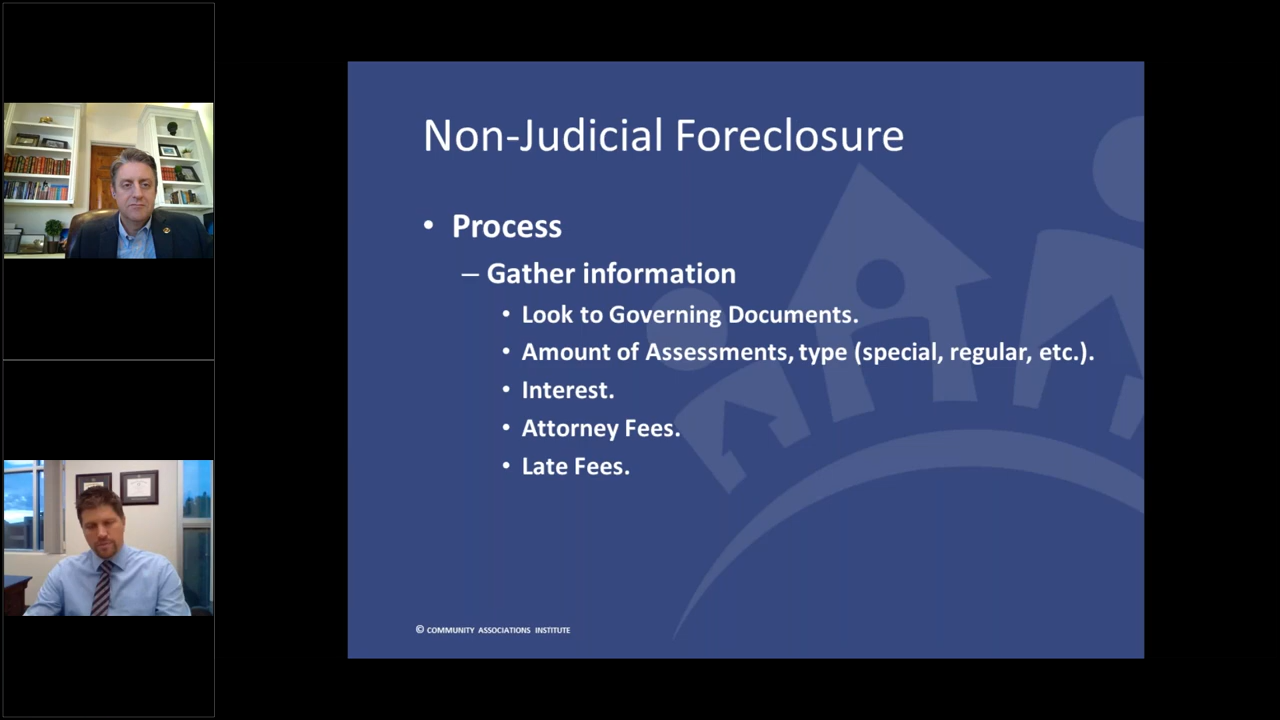 Non-Judicial Foreclosure
• Process
– Gather information
• Look to Governing Documents.
• Amount of Assessments, type (special, regular, etc.).
• Interest.
• Attorney Fees.
• Late Fees.
© COMMUNITY ASSOCIATIONS INSTITUTE